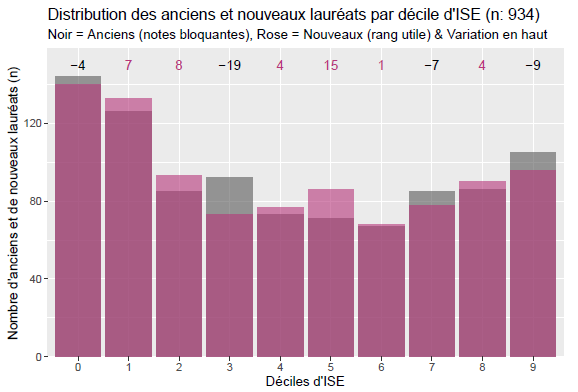 Distribution des anciens et nouveaux lauréats par décile d'ISE (n: 934)
Noir = Anciens (notes bloquantes), Rose = Nouveaux (rang utile) & Variation en haut
−4 7 8 −19 4 15 1 −7 4 −9
Nombre d'anciens et de nouveaux lauréats (n)
120
80
40
0
0 1 2 3 4 5 6 7 8 9
Déciles d'ISE